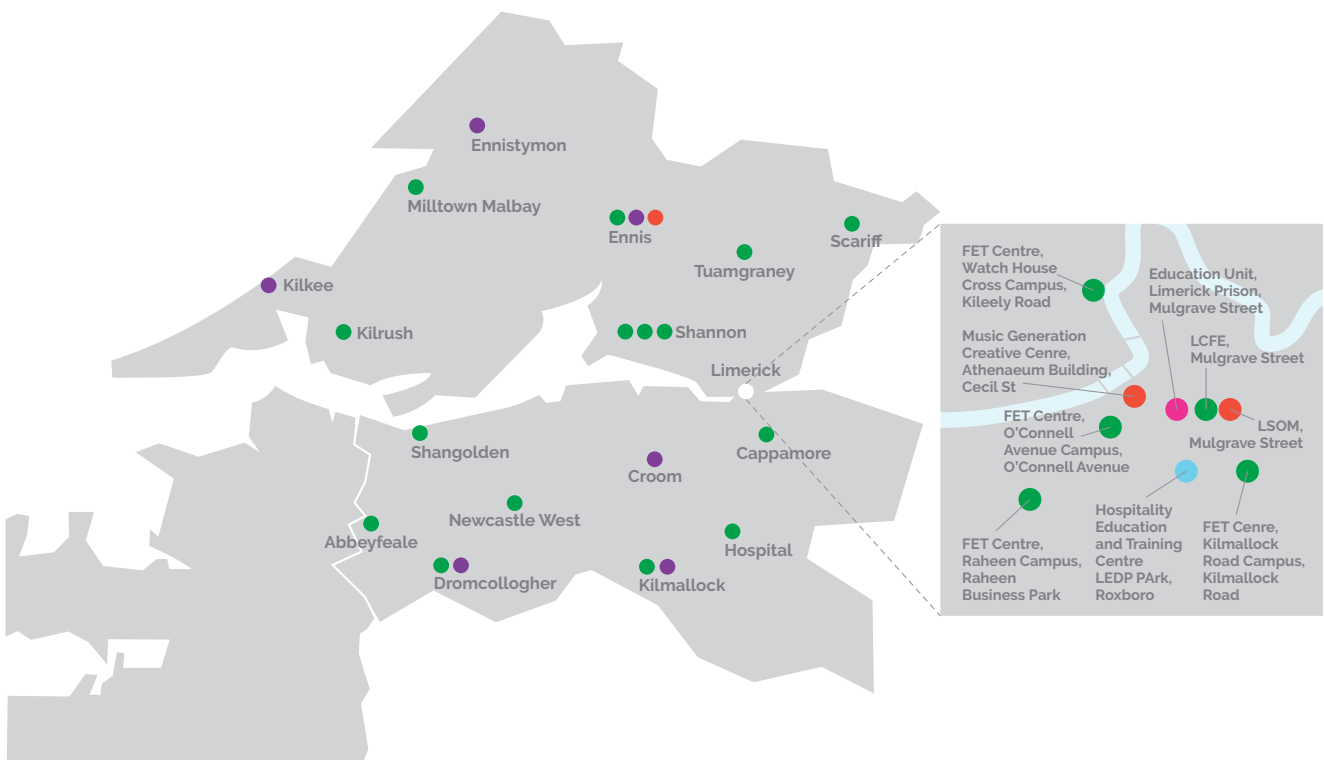 Ennistymon
Milltown Malbay
Ennis
Scariff
Tuamgraney
Kilkee
Kilrush
Shannon
Limerick
Shangolden
Croom
Cappamore
Newcastle West
Abbeyfeale
Hospital
Dromcollogher
Kilmallock
FET Centre,
Watch House
Cross Campus,
Kileely Road
Education Unit,
Limerick Prison,
Mulgrave Street
Music Generation
Creative Cenre,
Athenaeum Building,
Cecil St
LCFE,
Mulgrave Street
FET Centre,
O'Connell
Avenue Campus,
O'Connell Avenue
LSOM,
Mulgrave Street
FET Centre,
Raheen Campus,
Raheen
Business Park
Hospitality
Education
and Training
Centre
LEDP PArk,
Roxboro
FET Cenre,
Kilmallock
Road Campus,
Kilmallock
Road